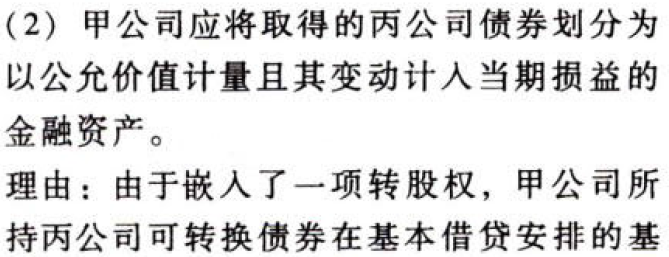 (2) 甲公司应将取得的丙公司债券划分为
以公允价值计量且其变动计入当期损益的
金融资产。
理由：由于嵌入了一项转股权，甲公司所
持丙公司可转换债券在基本借贷安排的基